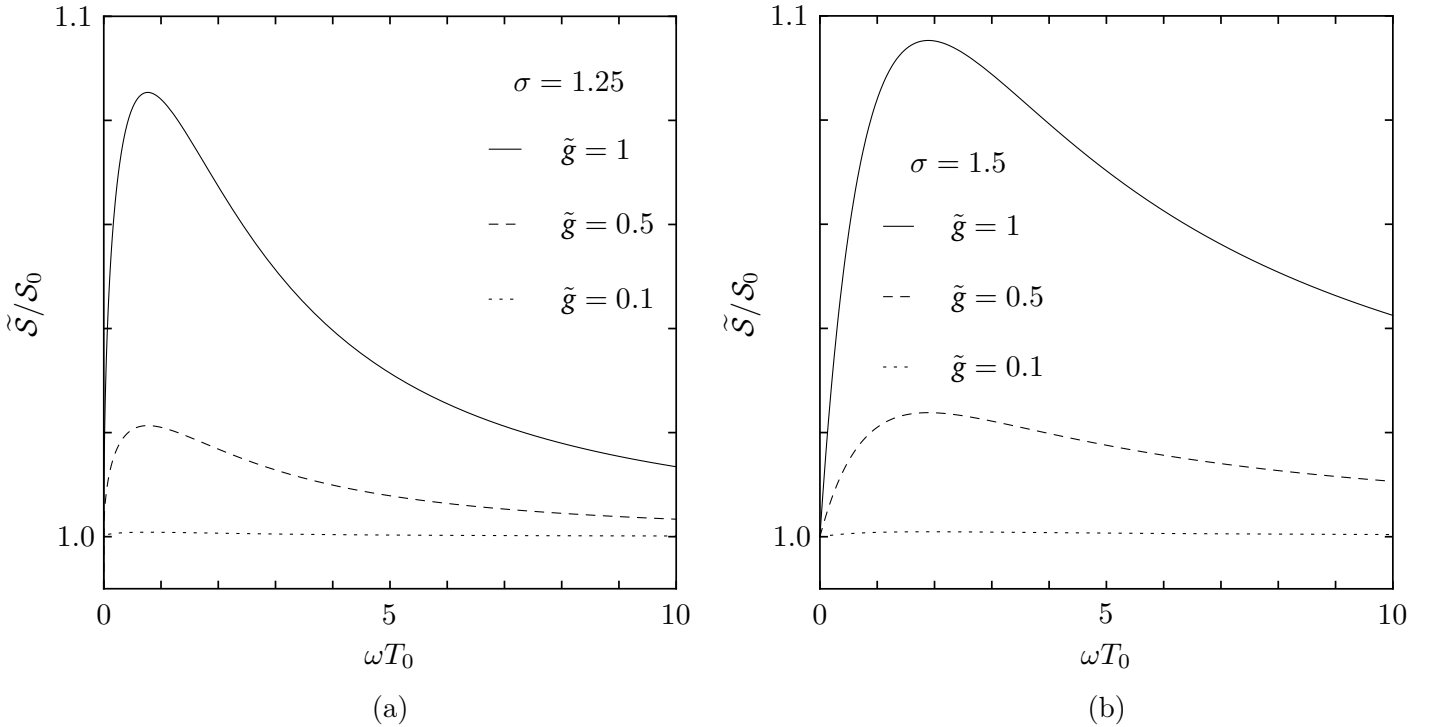 1.1
σ = 1.25
g̃ = 1
g̃ = 0.5
g̃ = 0.1
S̃/S₀
1.0
0
5
10
ωT₀
(a)
1.1
σ = 1.5
g̃ = 1
g̃ = 0.5
g̃ = 0.1
S̃/S₀
1.0
0
5
10
ωT₀
(b)